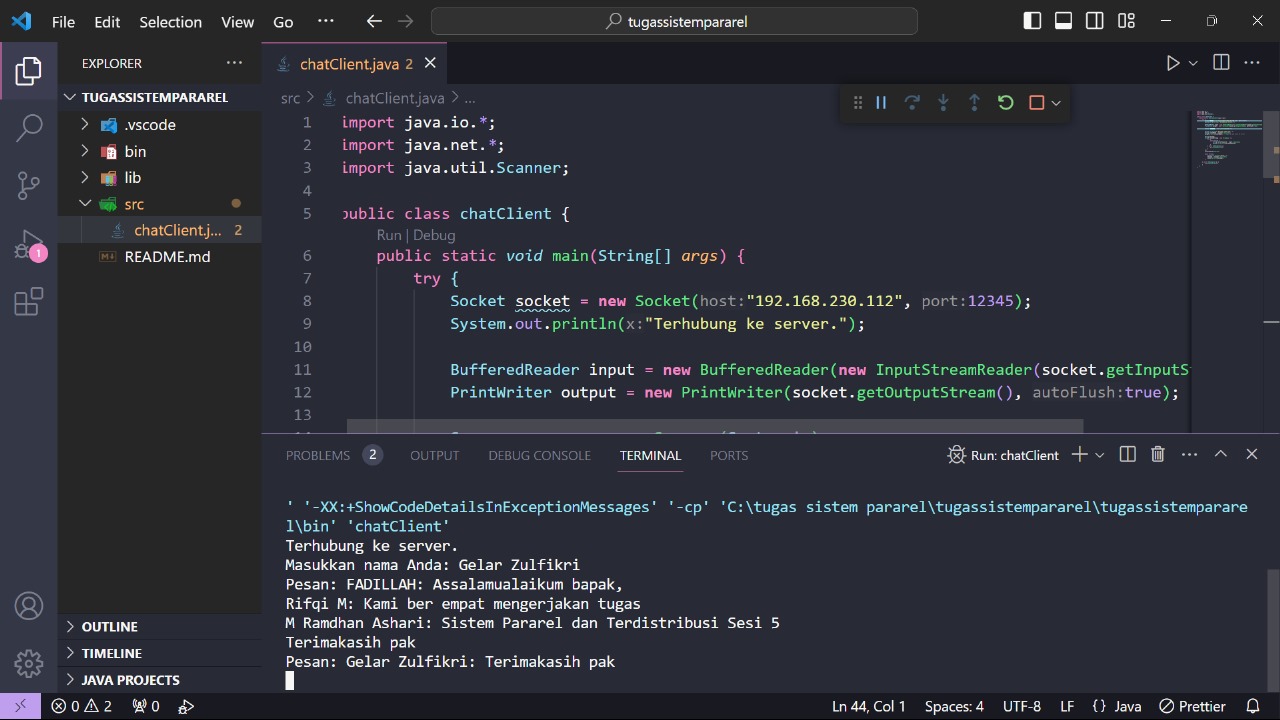 File Edit Selection View Go ··· tugassistempararel
EXPLORER
TUGASSISTEMPARAREL
.vscode
bin
lib
src
chatClient.j... 2
README.md
OUTLINE
TIMELINE
JAVA PROJECTS
1
chatClient.java 2
src > chatClient.java > ...
1 import java.io.*;
2 import java.net.*;
3 import java.util.Scanner;
4
5 public class chatClient {
Run | Debug
6 public static void main(String[] args) {
7 try {
8 Socket socket = new Socket(host:"192.168.230.112", port:12345);
9 System.out.println(x:"Terhubung ke server.");
10
11 BufferedReader input = new BufferedReader(new InputStreamReader(socket.getInputS
12 PrintWriter output = new PrintWriter(socket.getOutputStream(), autoFlush:true);
13
PROBLEMS 2 OUTPUT DEBUG CONSOLE TERMINAL PORTS Run: chatClient
' '-XX:+ShowCodeDetailsInExceptionMessages' '-cp' 'C:\tugas sistem pararel\tugassistempararel\tugassistemparare
l\bin' 'chatClient'
Terhubung ke server.
Masukkan nama Anda: Gelar Zulfikri
Pesan: FADILLAH: Assalamualaikum bapak,
Rifqi M: Kami ber empat mengerjakan tugas
M Ramdhan Ashari: Sistem Pararel dan Terdistribusi Sesi 5
Terimakasih pak
Pesan: Gelar Zulfikri: Terimakasih pak
0 2 0 Ln 44, Col 1 Spaces: 4 UTF-8 LF {} Java Prettier